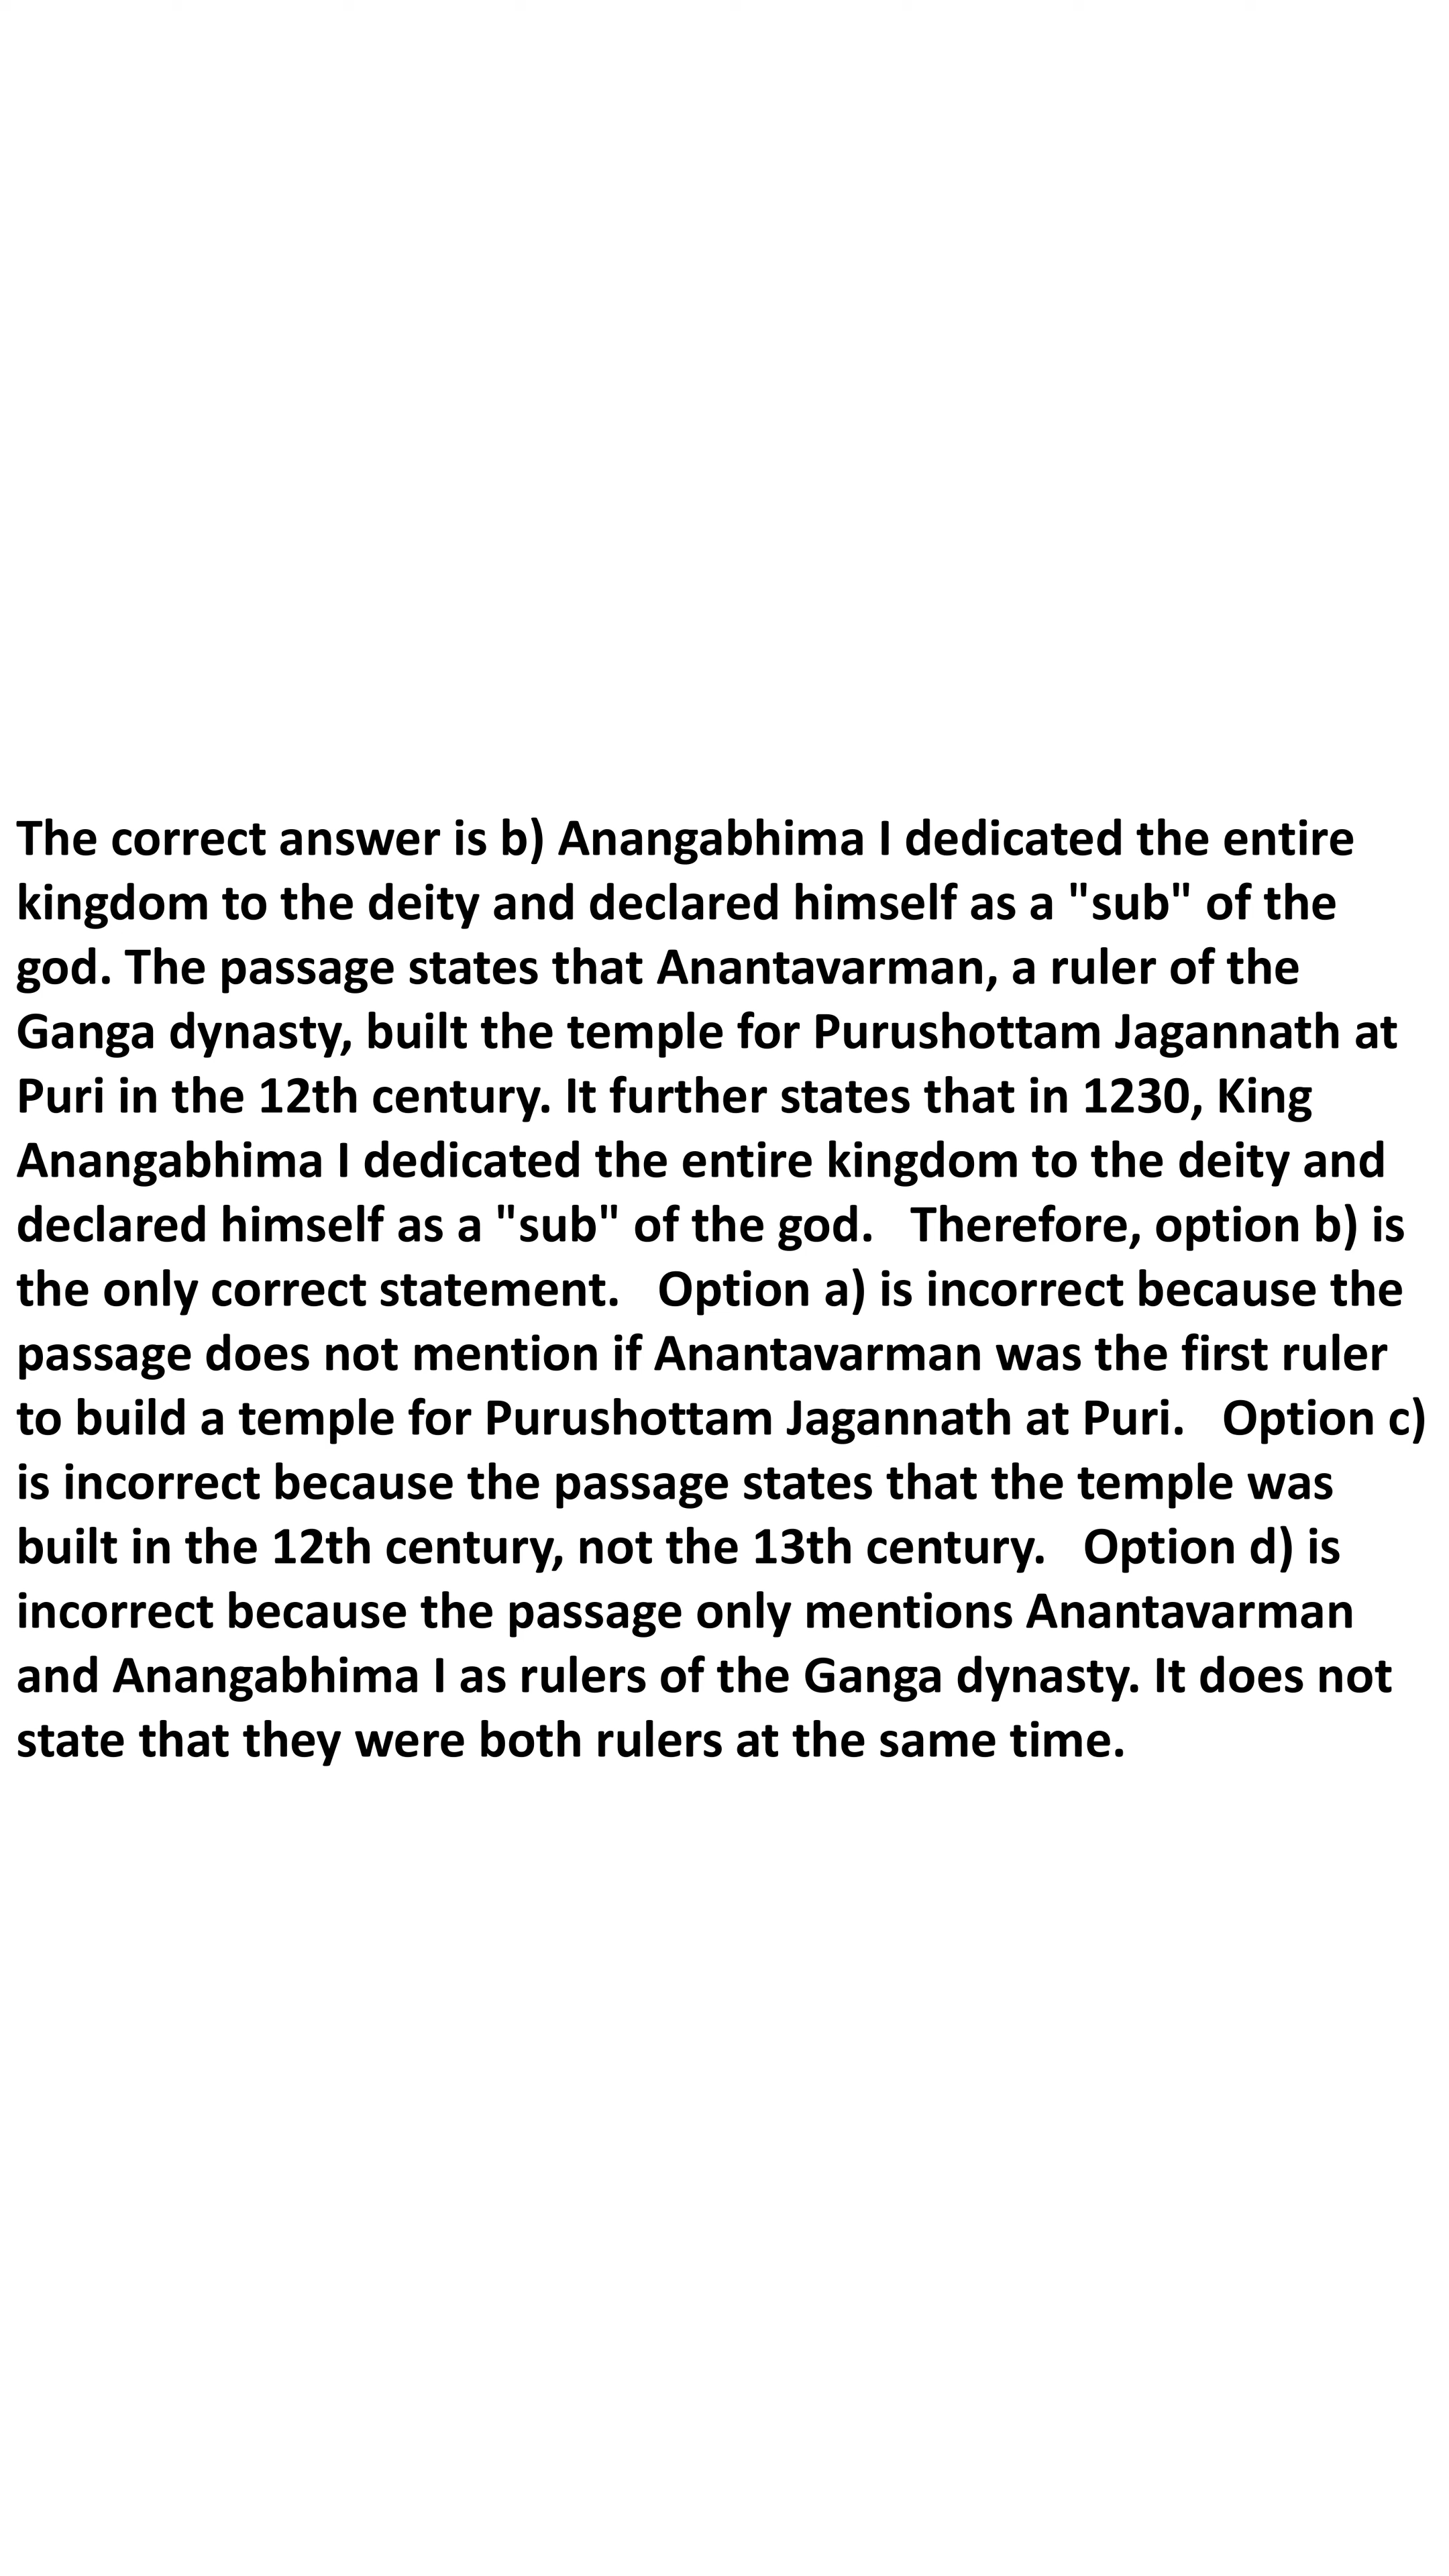 The correct answer is b) Anangabhima I dedicated the entire
kingdom to the deity and declared himself as a "sub" of the
god. The passage states that Anantavarman, a ruler of the
Ganga dynasty, built the temple for Purushottam Jagannath at
Puri in the 12th century. It further states that in 1230, King
Anangabhima I dedicated the entire kingdom to the deity and
declared himself as a "sub" of the god.   Therefore, option b) is
the only correct statement.   Option a) is incorrect because the
passage does not mention if Anantavarman was the first ruler
to build a temple for Purushottam Jagannath at Puri.   Option c)
is incorrect because the passage states that the temple was
built in the 12th century, not the 13th century.   Option d) is
incorrect because the passage only mentions Anantavarman
and Anangabhima I as rulers of the Ganga dynasty. It does not
state that they were both rulers at the same time.